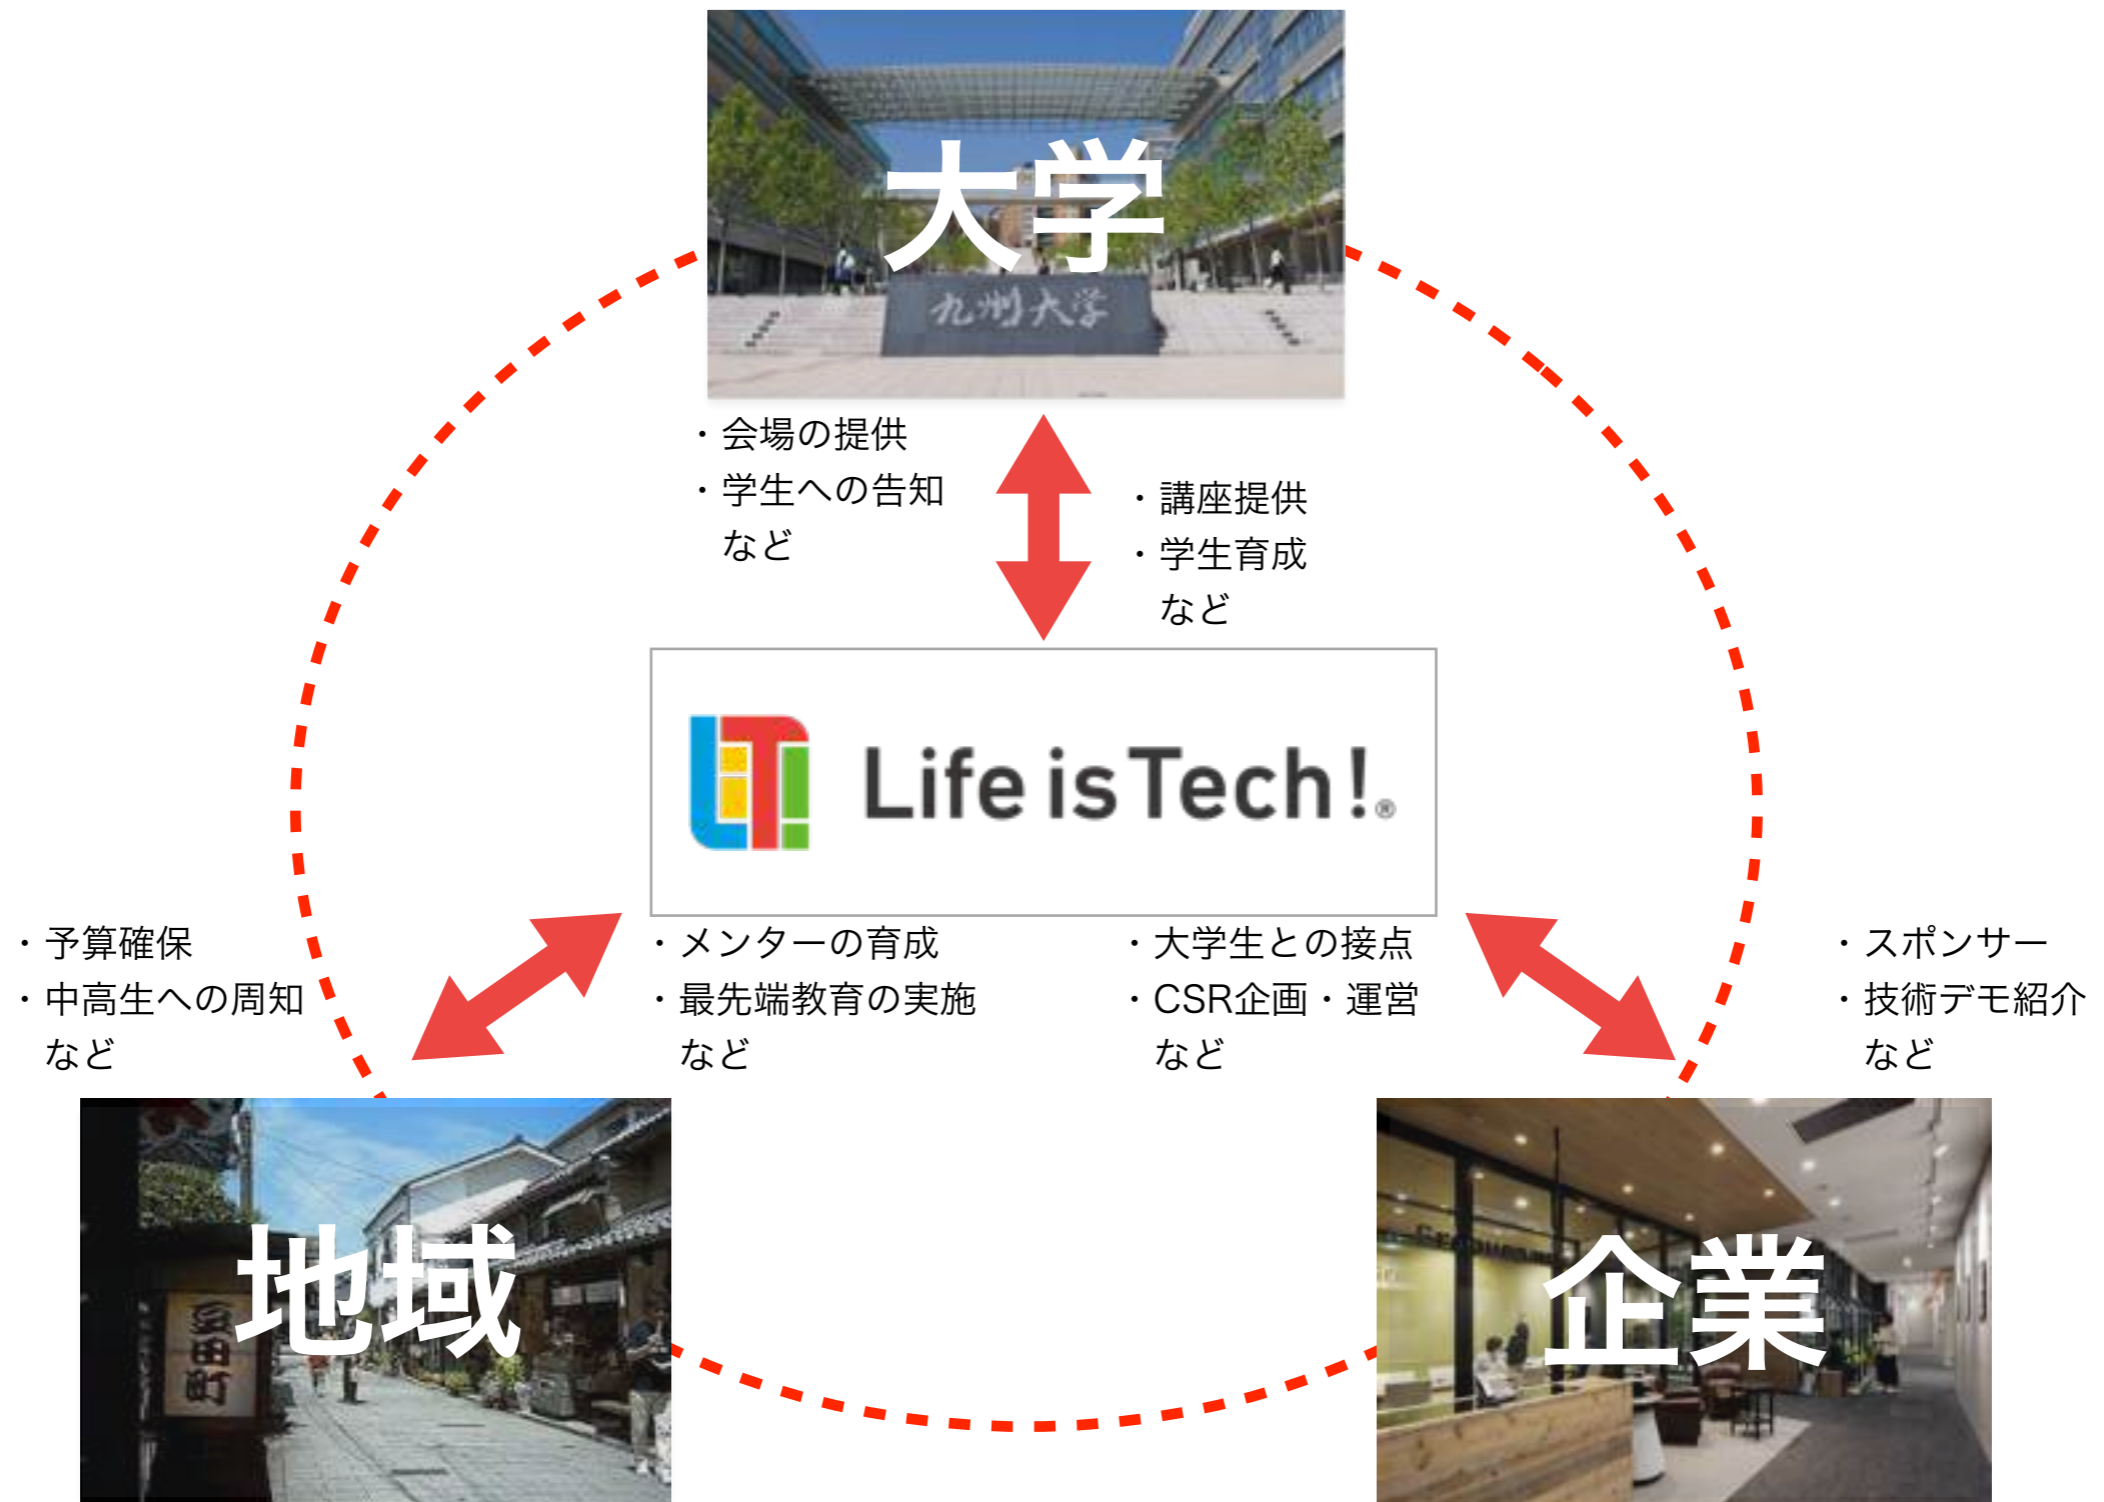 大学
九州大学
・会場の提供
・学生への告知
など
・講座提供
・学生育成
など
LIT!
Life is Tech!®
・予算確保
・中高生への周知
など
・メンターの育成
・最先端教育の実施
など
・大学生との接点
・CSR企画・運営
など
・スポンサー
・技術デモ紹介
など
地域
豆田町
企業